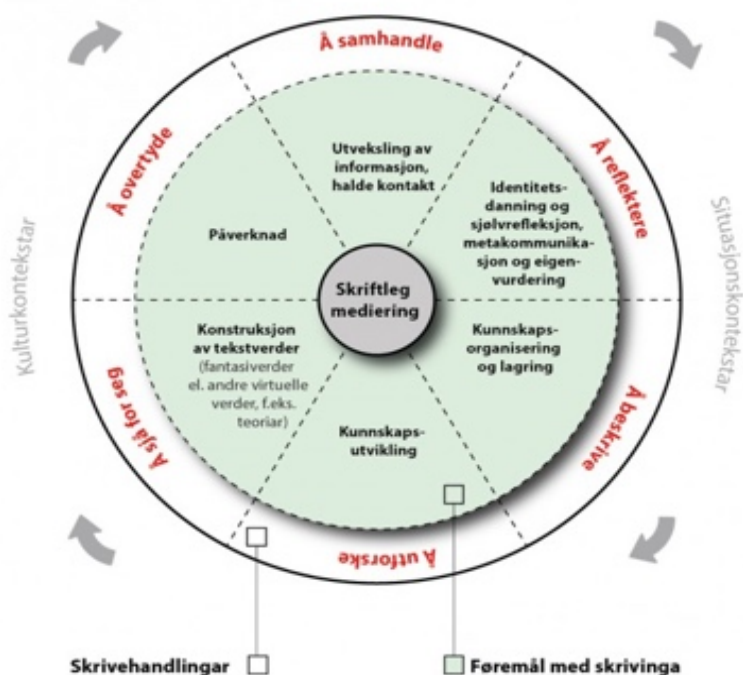 Å samhandle
Å reflektere
Å beskrive
Å utforske
Å sjå for seg
Å overtyde
Kulturkontekstar
Situasjonskontekstar
Utveksling av
informasjon,
halde kontakt
Identitets-
danning og
sjølvrefleksjon,
metakommunika-
sjon og eigen-
vurdering
Kunnskaps-
organisering
og lagring
Kunnskaps-
utvikling
Konstruksjon
av tekstverder
(fantasiverder
el. andre virtuelle
verder, f.eks.
teoriar)
Påverknad
Skriftleg
mediering
Skrivehandlingar
Føremål med skrivinga